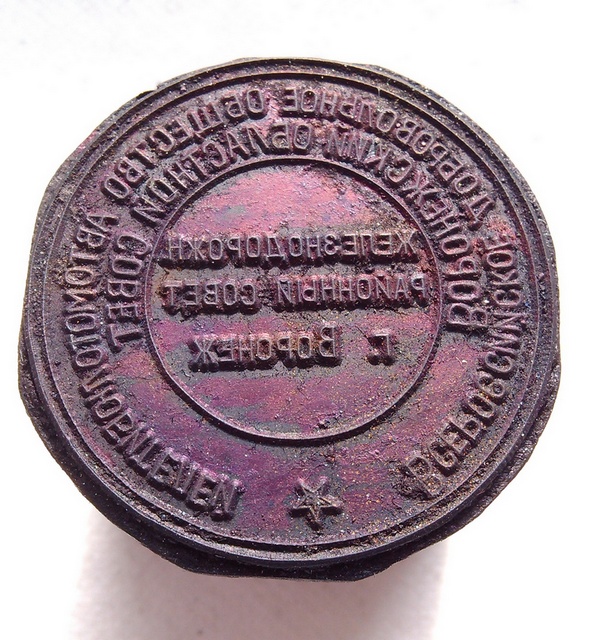 ВСЕРОССИЙСКОЕ ДОБРОВОЛЬНОЕ ОБЩЕСТВО АВТОМОТОЛЮБИТЕЛЕЙ
ВОРОНЕЖСКИЙ ОБЛАСТНОЙ СОВЕТ
ЖЕЛЕЗНОДОРОЖН
РАЙОННЫЙ СОВЕТ
г. ВОРОНЕЖ